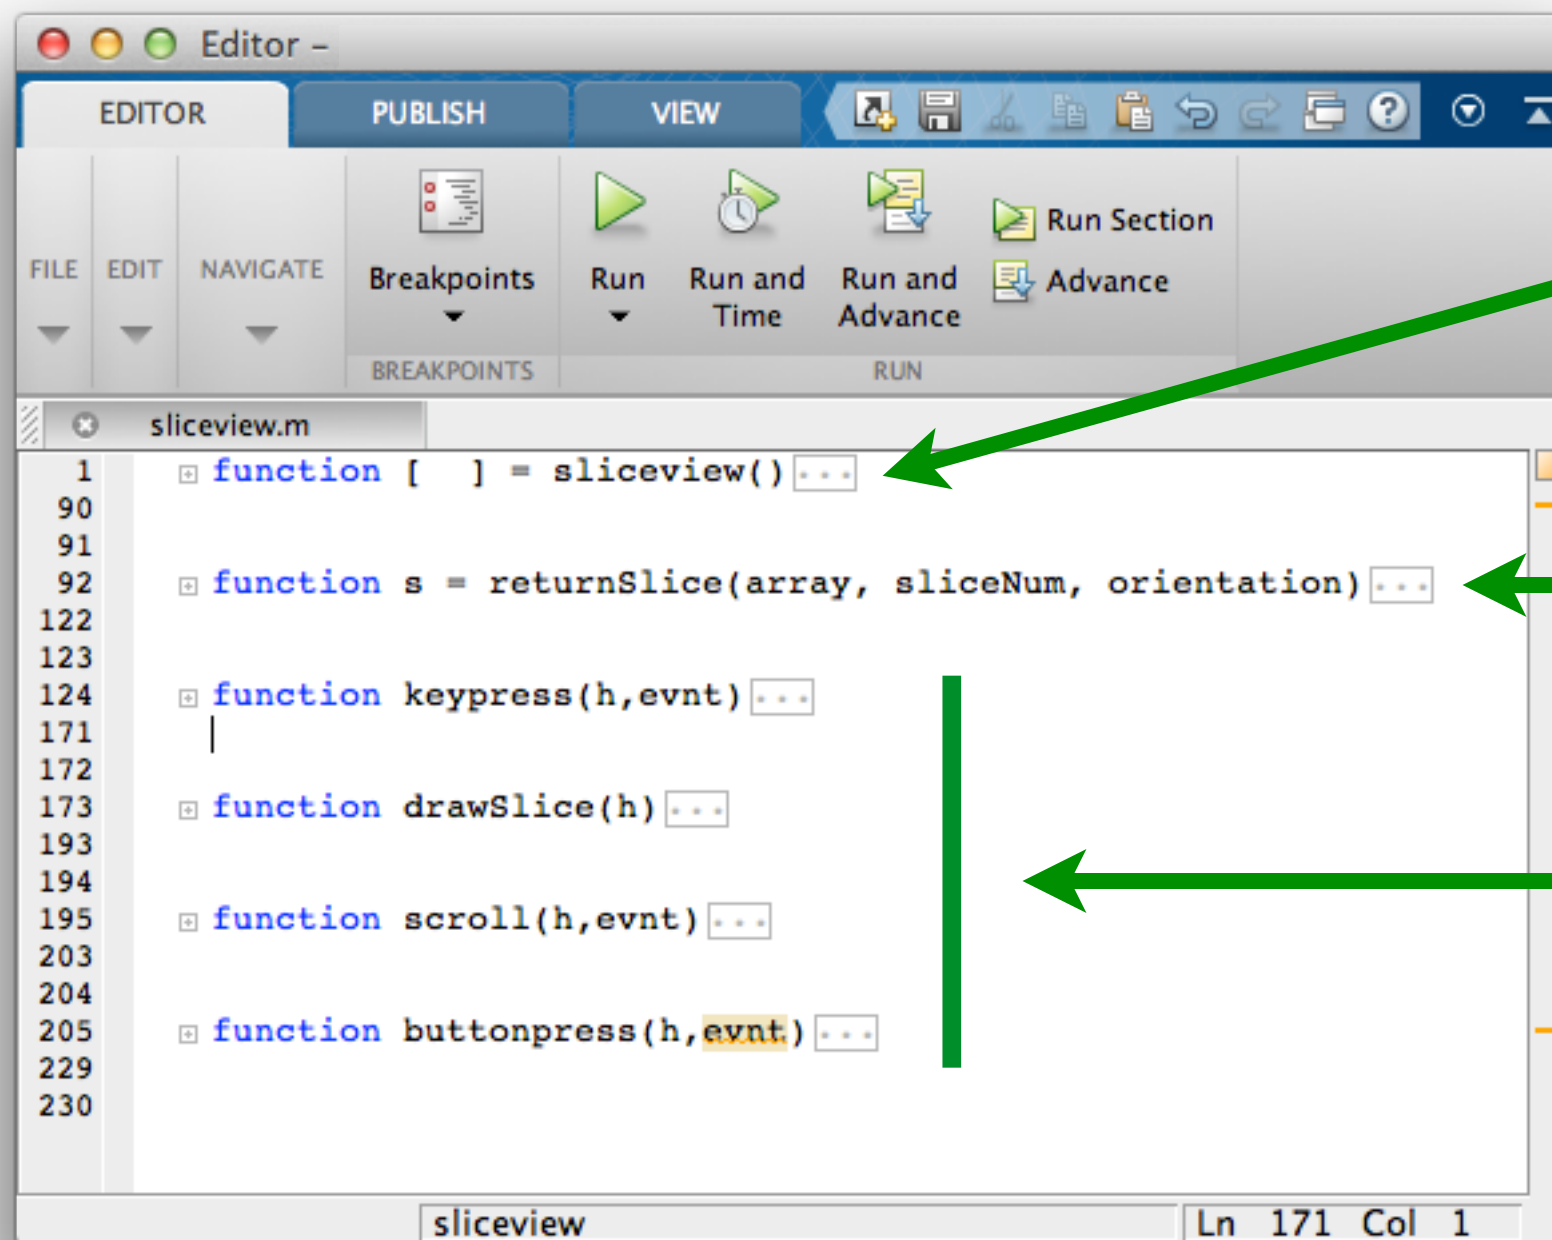 Editor –
EDITOR PUBLISH VIEW
FILE EDIT NAVIGATE Breakpoints Run Run and Time Run and Advance Run Section
Advance
BREAKPOINTS RUN
sliceview.m
1 function [  ] = sliceview() ...
90
91
92 function s = returnSlice(array, sliceNum, orientation) ...
122
123
124 function keypress(h,evnt) ...
171
172
173 function drawSlice(h) ...
193
194
195 function scroll(h,evnt) ...
203
204
205 function buttonpress(h,evnt) ...
229
230
sliceview Ln 171 Col 1